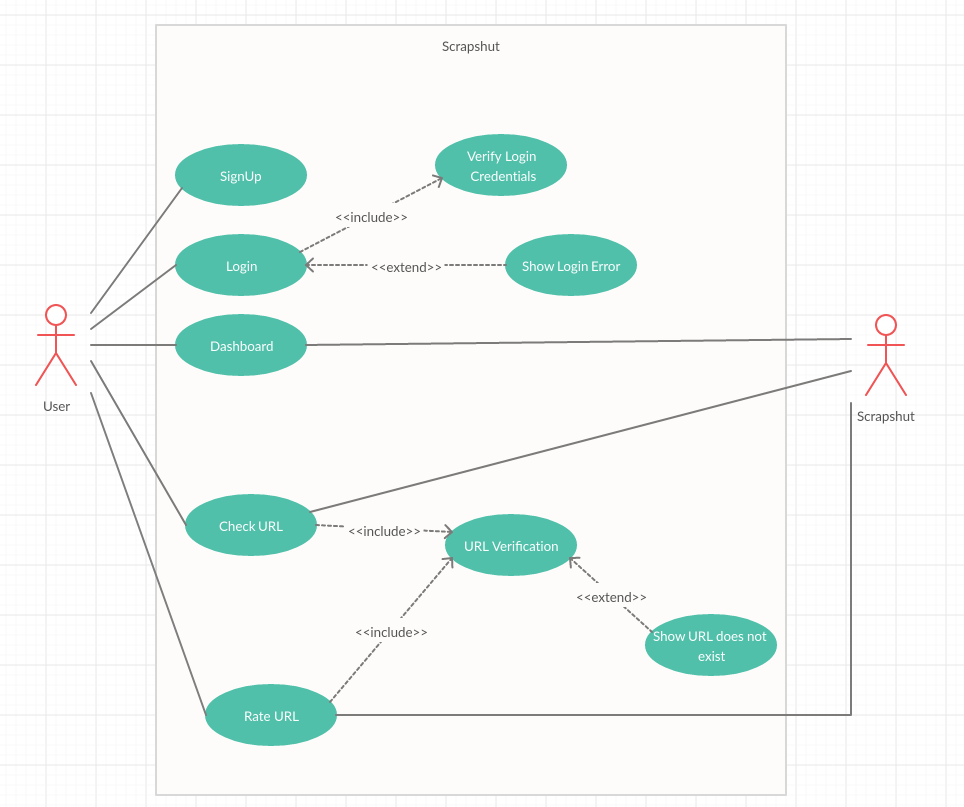 Scrapshut
Verify Login
Credentials
SignUp
<<include>>
Login
<<extend>>
Show Login Error
Dashboard
User
Scrapshut
Check URL
<<include>>
URL Verification
<<extend>>
<<include>>
Show URL does not
exist
Rate URL